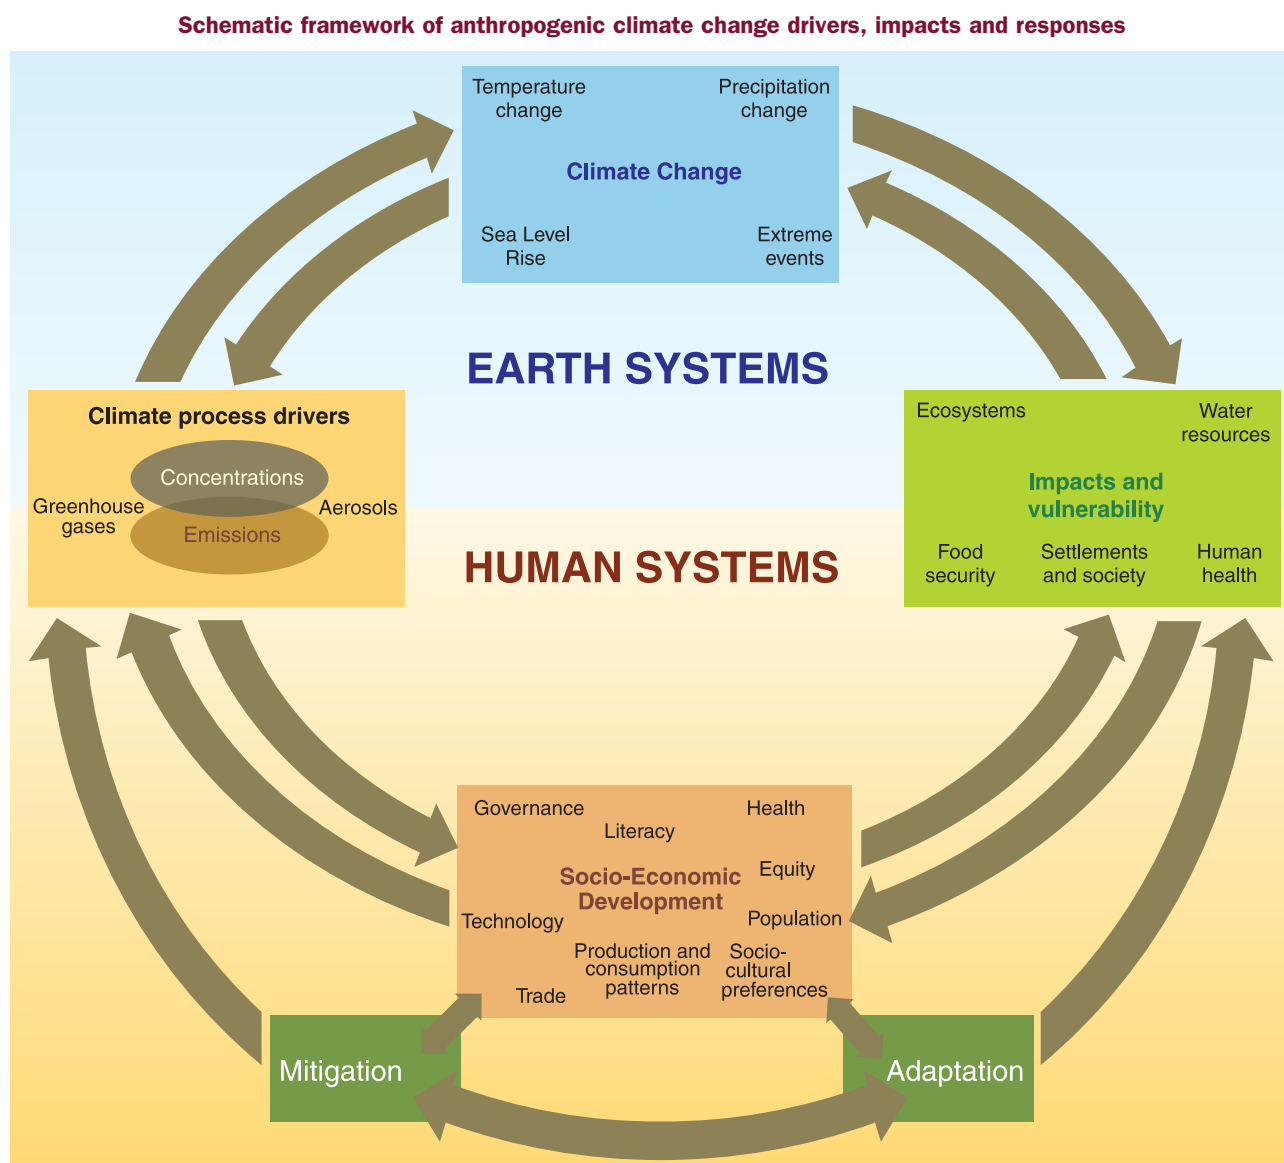 Schematic framework of anthropogenic climate change drivers, impacts and responses
Temperature
change
Precipitation
change
Climate Change
Sea Level
Rise
Extreme
events
EARTH SYSTEMS
Climate process drivers
Concentrations
Greenhouse
gases
Aerosols
Emissions
Ecosystems
Water
resources
Impacts and
vulnerability
Food
security
Settlements
and society
Human
health
HUMAN SYSTEMS
Governance
Literacy
Health
Socio-Economic
Development
Equity
Technology
Population
Production and
consumption
patterns
Socio-
cultural
preferences
Trade
Mitigation
Adaptation